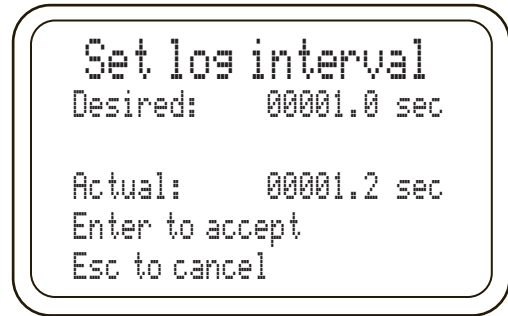 Set log interval
Desired: 00001.0 sec
Actual: 00001.2 sec
Enter to accept
Esc to cancel